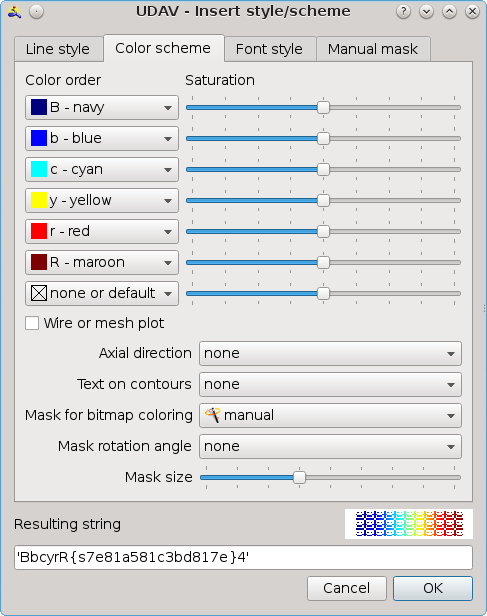 UDAV - Insert style/scheme
Line style Color scheme Font style Manual mask
Color order Saturation
B - navy
b - blue
c - cyan
y - yellow
r - red
R - maroon
none or default
Wire or mesh plot
Axial direction none
Text on contours none
Mask for bitmap coloring manual
Mask rotation angle none
Mask size
Resulting string
'BbcyrR{s7e81a581c3bd817e}4'
Cancel OK